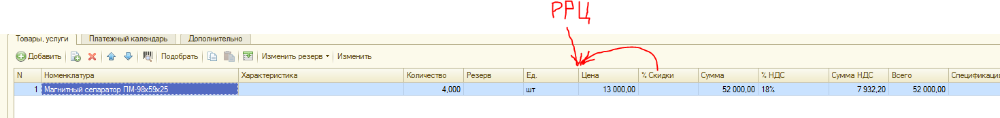 РРЦ
Товары, услуги Платежный календарь Дополнительно
Добавить Подобрать Изменить резерв Изменить
N Номенклатура Характеристика Количество Резерв Ед. Цена % Скидки Сумма % НДС Сумма НДС Всего Спецификация
1 Магнитный сепаратор ПМ-98х59х25 4,000 шт 13 000,00 52 000,00 18% 7 932,20 52 000,00